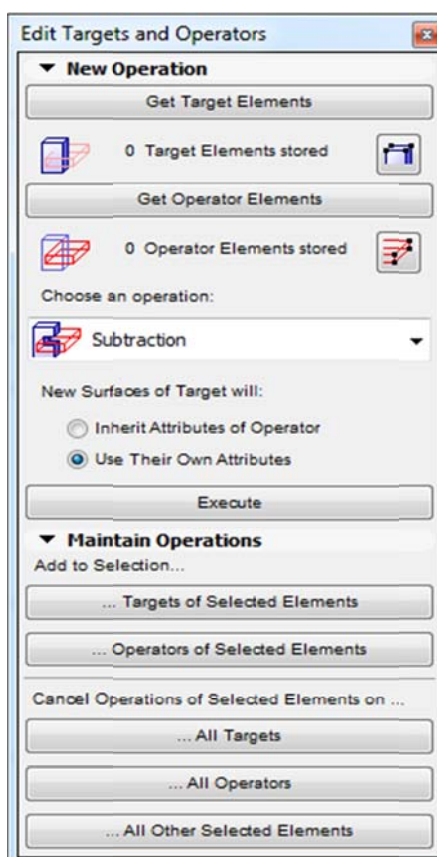 Edit Targets and Operators
New Operation
Get Target Elements
0 Target Elements stored
Get Operator Elements
0 Operator Elements stored
Choose an operation:
Subtraction
New Surfaces of Target will:
Inherit Attributes of Operator
Use Their Own Attributes
Execute
Maintain Operations
Add to Selection...
... Targets of Selected Elements
... Operators of Selected Elements
Cancel Operations of Selected Elements on ...
... All Targets
... All Operators
... All Other Selected Elements